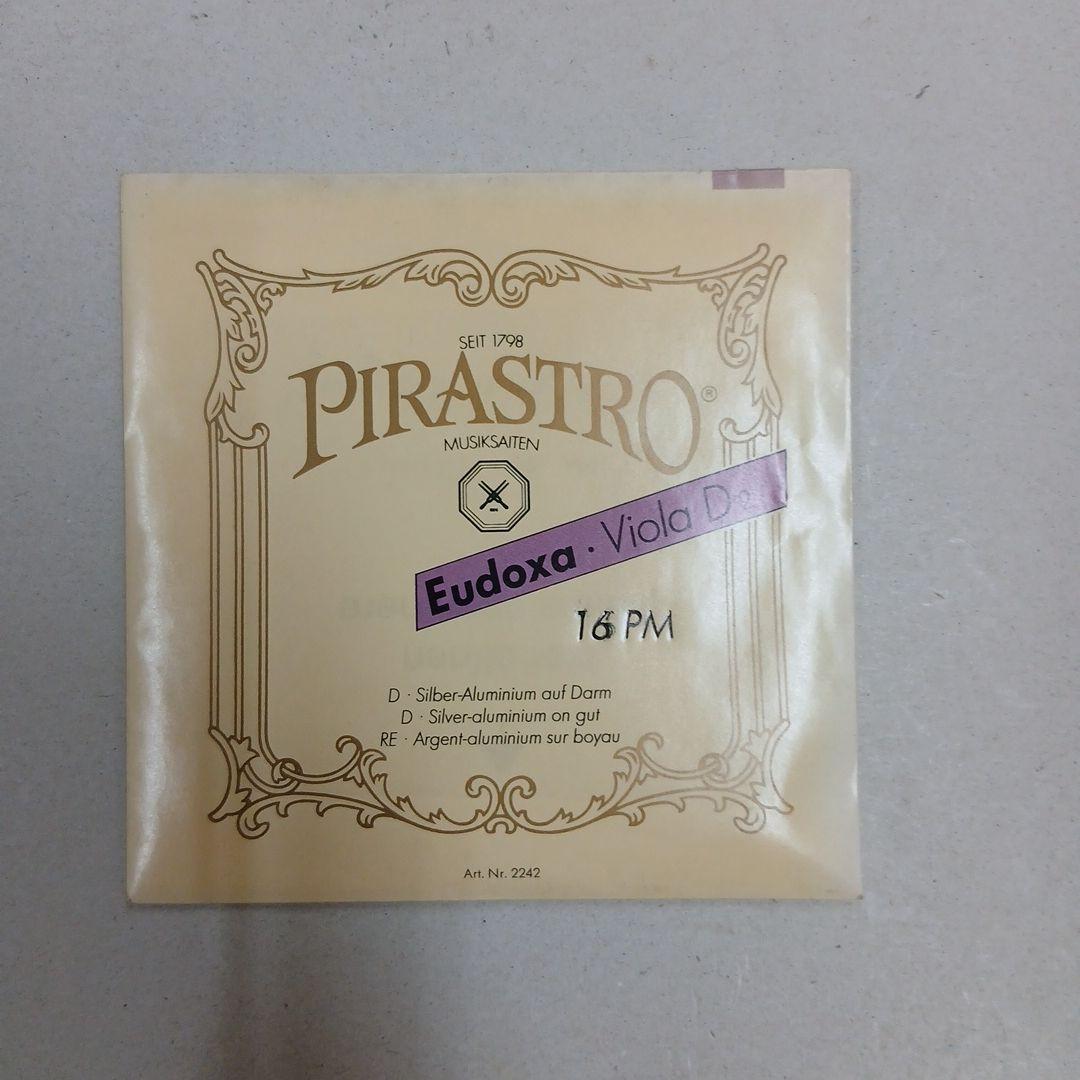 SEIT 1798
PIRASTRO®
MUSIKSAITEN
Eudoxa · Viola D
PM
D · Silber-Aluminium auf Darm
D · Silver-aluminium on gut
RE · Argent-aluminium sur boyau
Art. Nr. 2242